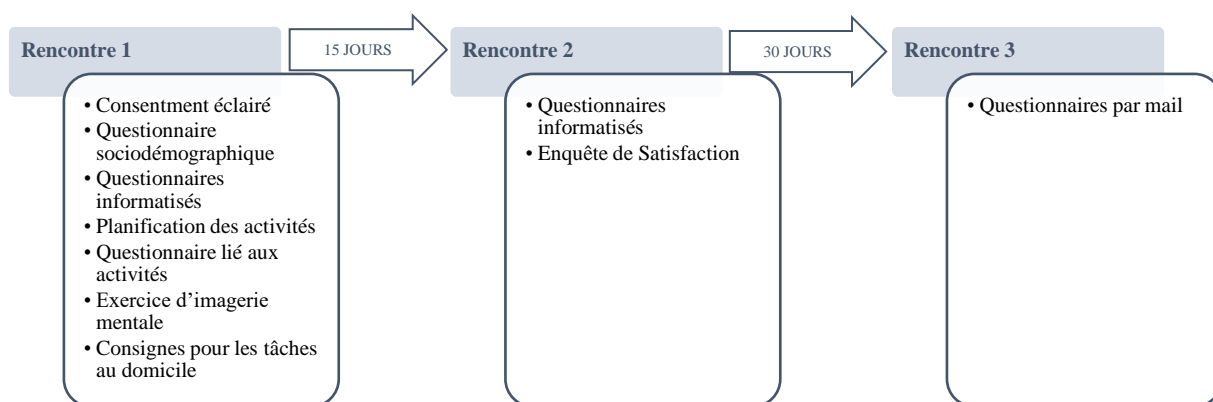 Rencontre 1
15 JOURS
Rencontre 2
30 JOURS
Rencontre 3
• Consentment éclairé
• Questionnaire
sociodémographique
• Questionnaires
informatisés
• Planification des activités
• Questionnaire lié aux
activités
• Exercice d'imagerie
mentale
• Consignes pour les tâches
au domicile
• Questionnaires
informatisés
• Enquête de Satisfaction
• Questionnaires par mail